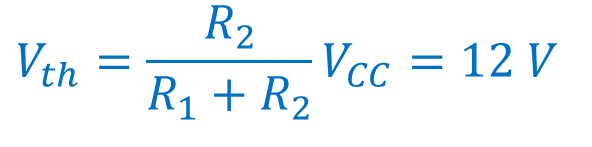 V_th = R_2 / (R_1 + R_2) V_CC = 12 V